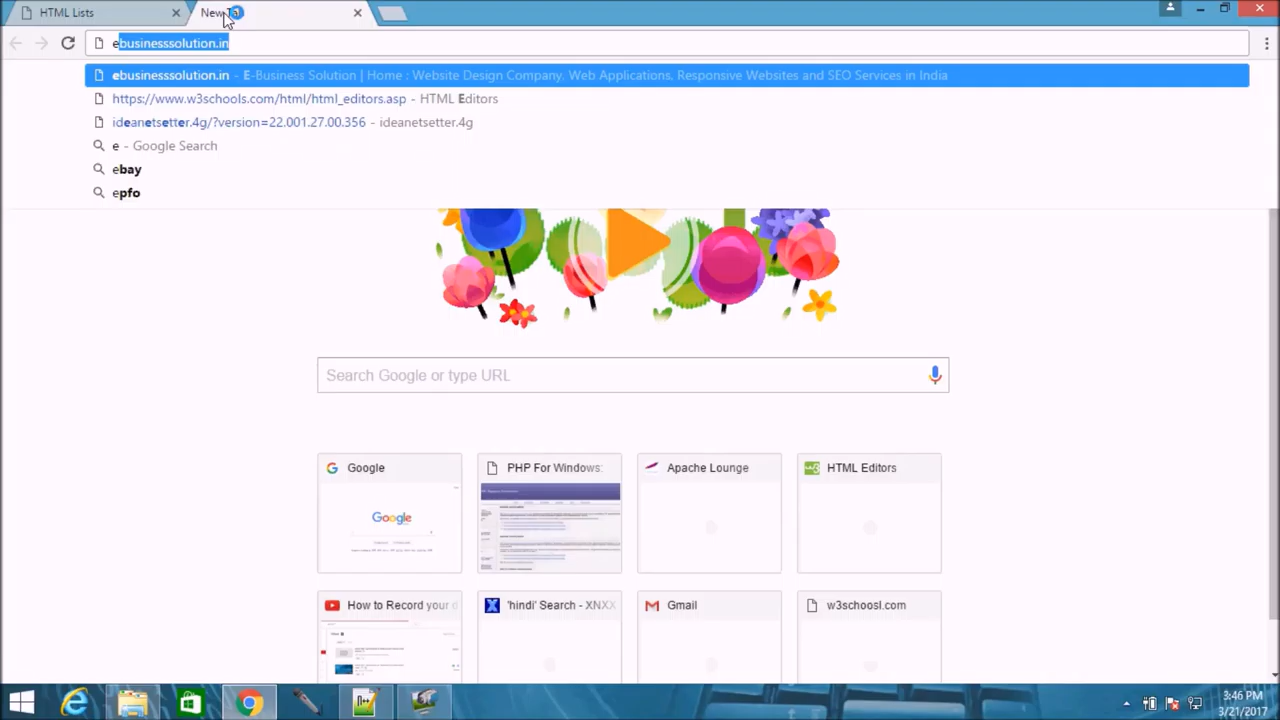 HTML Lists
New Ta
ebusinesssolution.in
ebusinesssolution.in - E-Business Solution | Home : Website Design Company, Web Applications, Responsive Websites and SEO Services in India
https://www.w3schools.com/html/html_editors.asp - HTML Editors
ideanetsetter.4g/?version=22.001.27.00.356 - ideanetsetter.4g
e - Google Search
ebay
epfo
Search Google or type URL
Google
PHP For Windows:
Apache Lounge
HTML Editors
Google
How to Record your d
'hindi' Search - XNXX
Gmail
w3schoosl.com
3:46 PM
3/21/2017